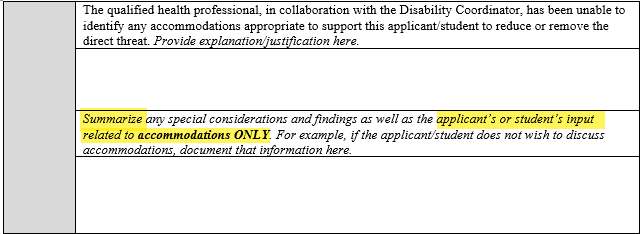 The qualified health professional, in collaboration with the Disability Coordinator, has been unable to
identify any accommodations appropriate to support this applicant/student to reduce or remove the
direct threat. Provide explanation/justification here.
Summarize any special considerations and findings as well as the applicant's or student's input
related to accommodations ONLY. For example, if the applicant/student does not wish to discuss
accommodations, document that information here.